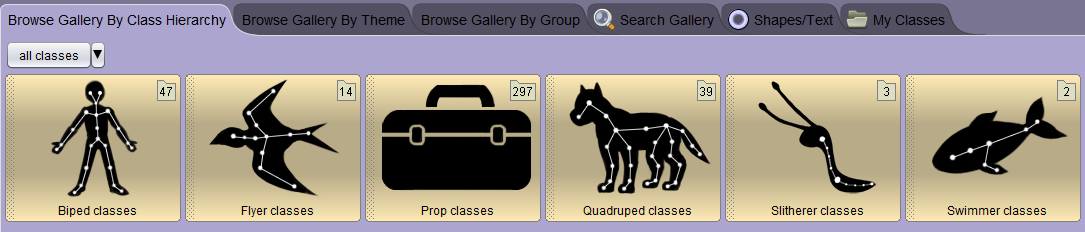 Browse Gallery By Class Hierarchy
Browse Gallery By Theme
Browse Gallery By Group
Search Gallery
Shapes/Text
My Classes
all classes
47
14
297
39
3
2
Biped classes
Flyer classes
Prop classes
Quadruped classes
Slitherer classes
Swimmer classes